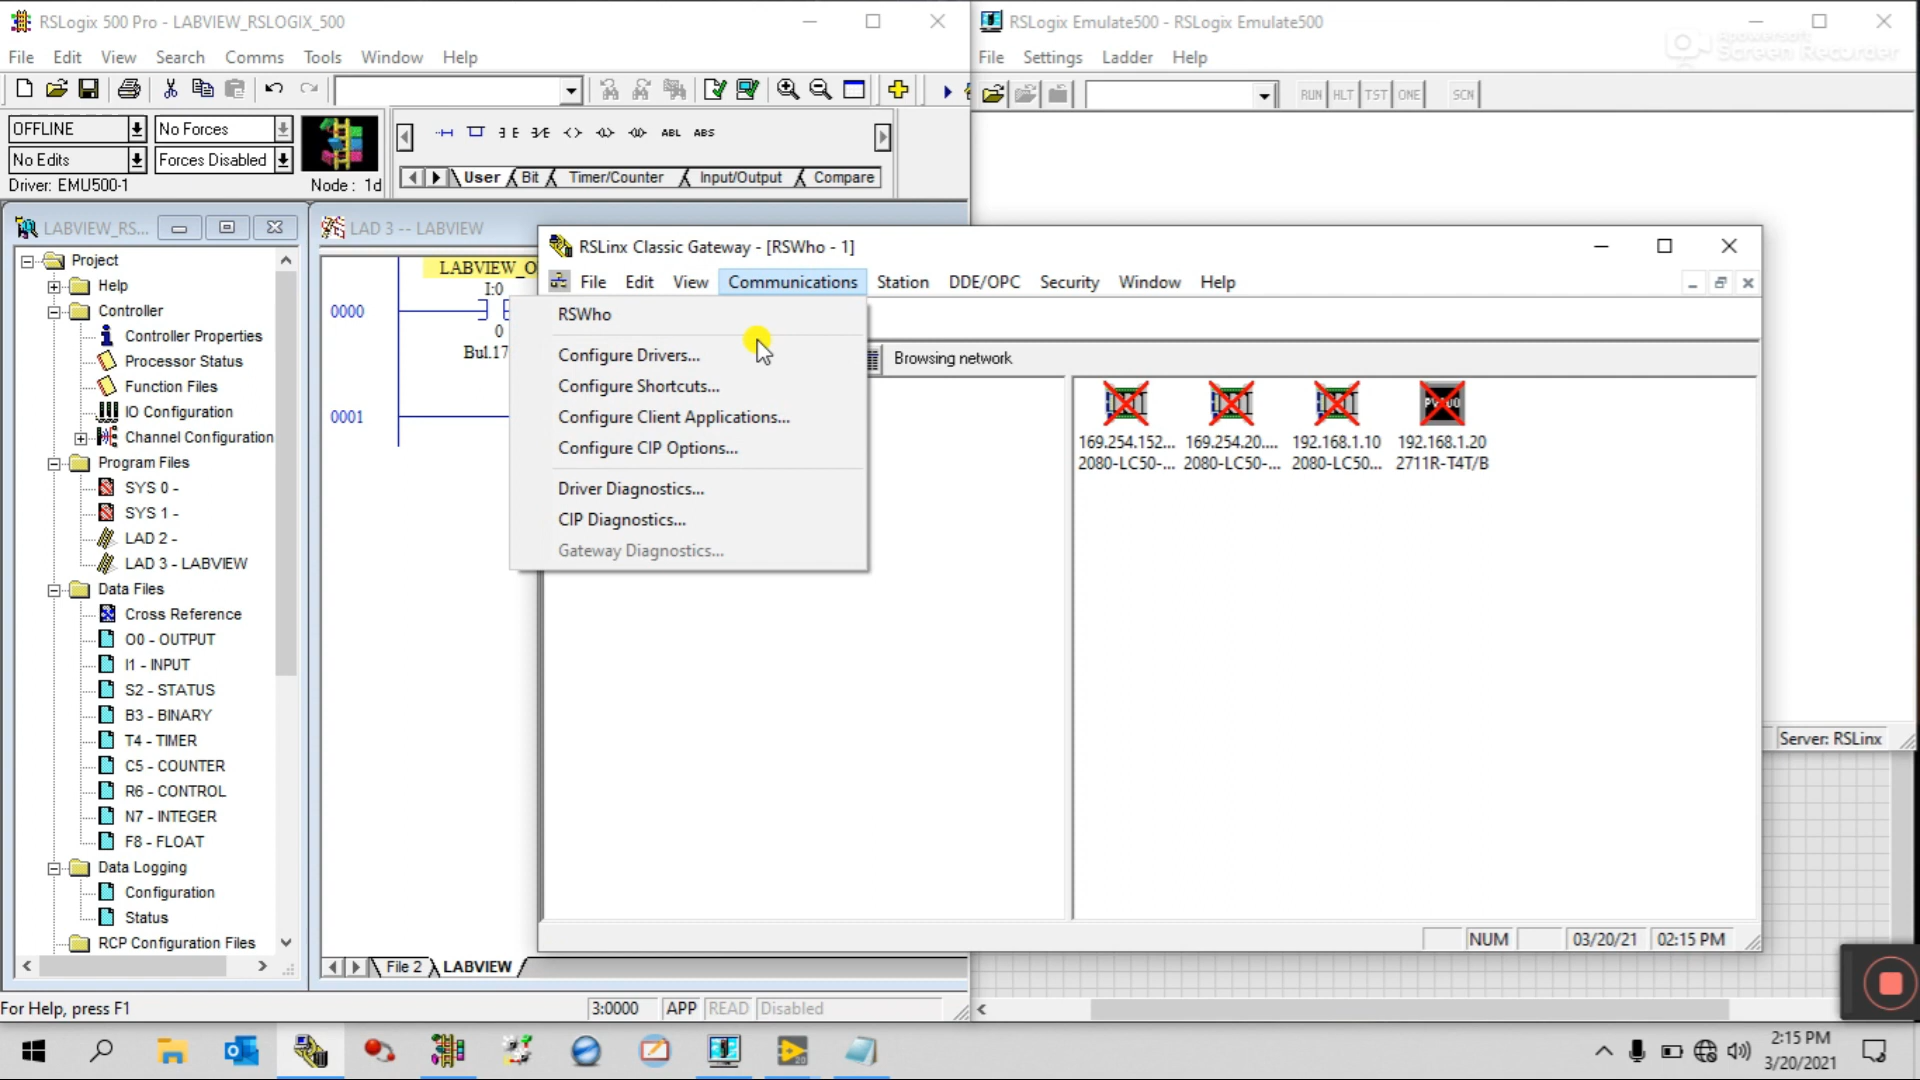 RSLogix 500 Pro - LABVIEW_RSLOGIX_500
File Edit View Search Comms Tools Window Help
OFFLINE No Forces
No Edits Forces Disabled
Driver: EMU500-1 Node : 1d
ABL ABS
User Bit Timer/Counter Input/Output Compare
LABVIEW_RS...
Project
Help
Controller
Controller Properties
Processor Status
Function Files
IO Configuration
Channel Configuration
Program Files
SYS 0 -
SYS 1 -
LAD 2 -
LAD 3 - LABVIEW
Data Files
Cross Reference
O0 - OUTPUT
I1 - INPUT
S2 - STATUS
B3 - BINARY
T4 - TIMER
C5 - COUNTER
R6 - CONTROL
N7 - INTEGER
F8 - FLOAT
Data Logging
Configuration
Status
RCP Configuration Files
LAD 3 -- LABVIEW
LABVIEW_O
I:0
0000
0
Bul.17
0001
File 2 LABVIEW
For Help, press F1
3:0000 APP READ Disabled
RSLogix Emulate500 - RSLogix Emulate500
Apowersoft
Screen Recorder
File Settings Ladder Help
RUN HLT TST ONE SCN
Server: RSLinx
RSLinx Classic Gateway - [RSWho - 1]
File Edit View Communications Station DDE/OPC Security Window Help
RSWho
Configure Drivers...
Configure Shortcuts...
Configure Client Applications...
Configure CIP Options...
Driver Diagnostics...
CIP Diagnostics...
Gateway Diagnostics...
Browsing network
169.254.152... 169.254.20.... 192.168.1.10 192.168.1.20
2080-LC50-... 2080-LC50-... 2080-LC50... 2711R-T4T/B
NUM 03/20/21 02:15 PM
2:15 PM
3/20/2021